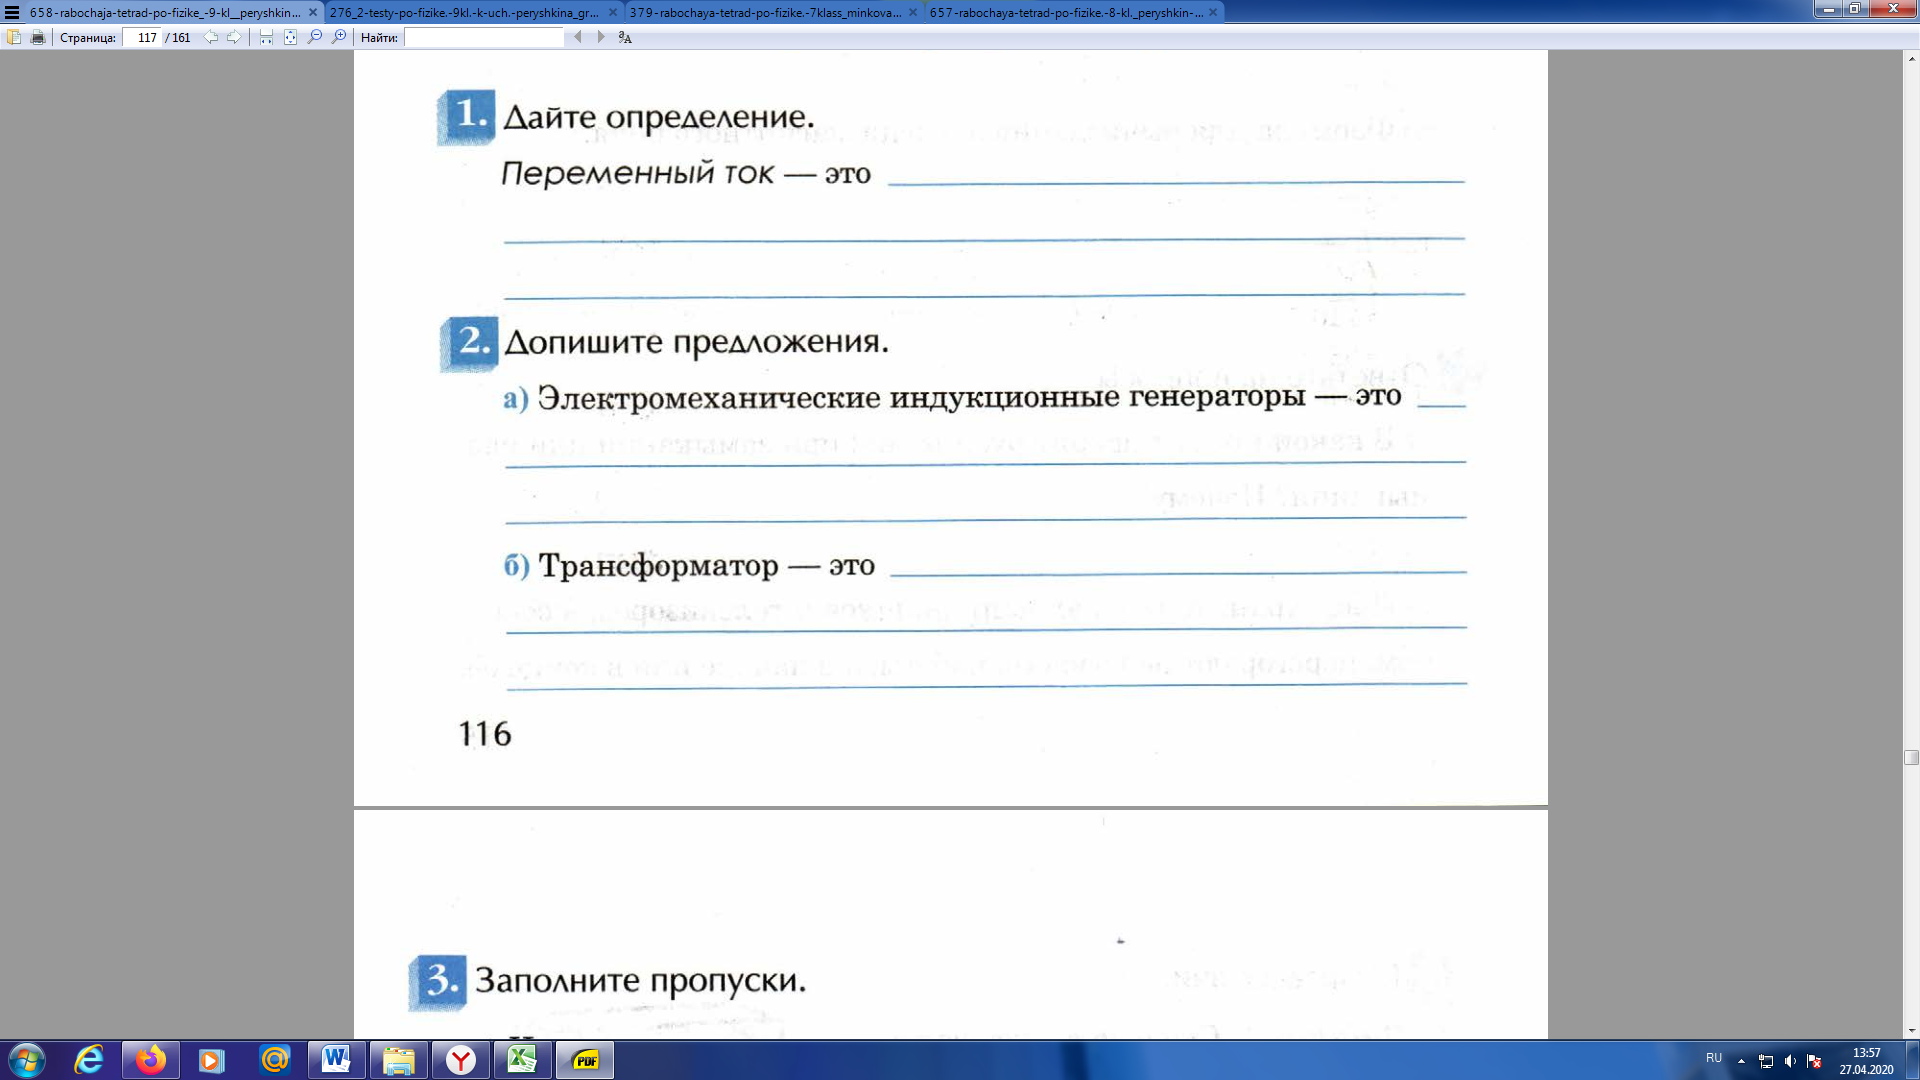 658-rabochaja-tetrad-po-fizike_-9-kl__peryshkin...
276_2-testy-po-fizike.-9kl.-k-uch.-peryshkina_gr...
379-rabochaya-tetrad-po-fizike.-7klass_minkova...
657-rabochaya-tetrad-po-fizike.-8-kl._peryshkin-...
Страница: 117 / 161 Найти:
1. Дайте определение.
Переменный ток — это
2. Допишите предложения.
а) Электромеханические индукционные генераторы — это
б) Трансформатор — это
116
3. Заполните пропуски.
PDF
RU
13:57
27.04.2020